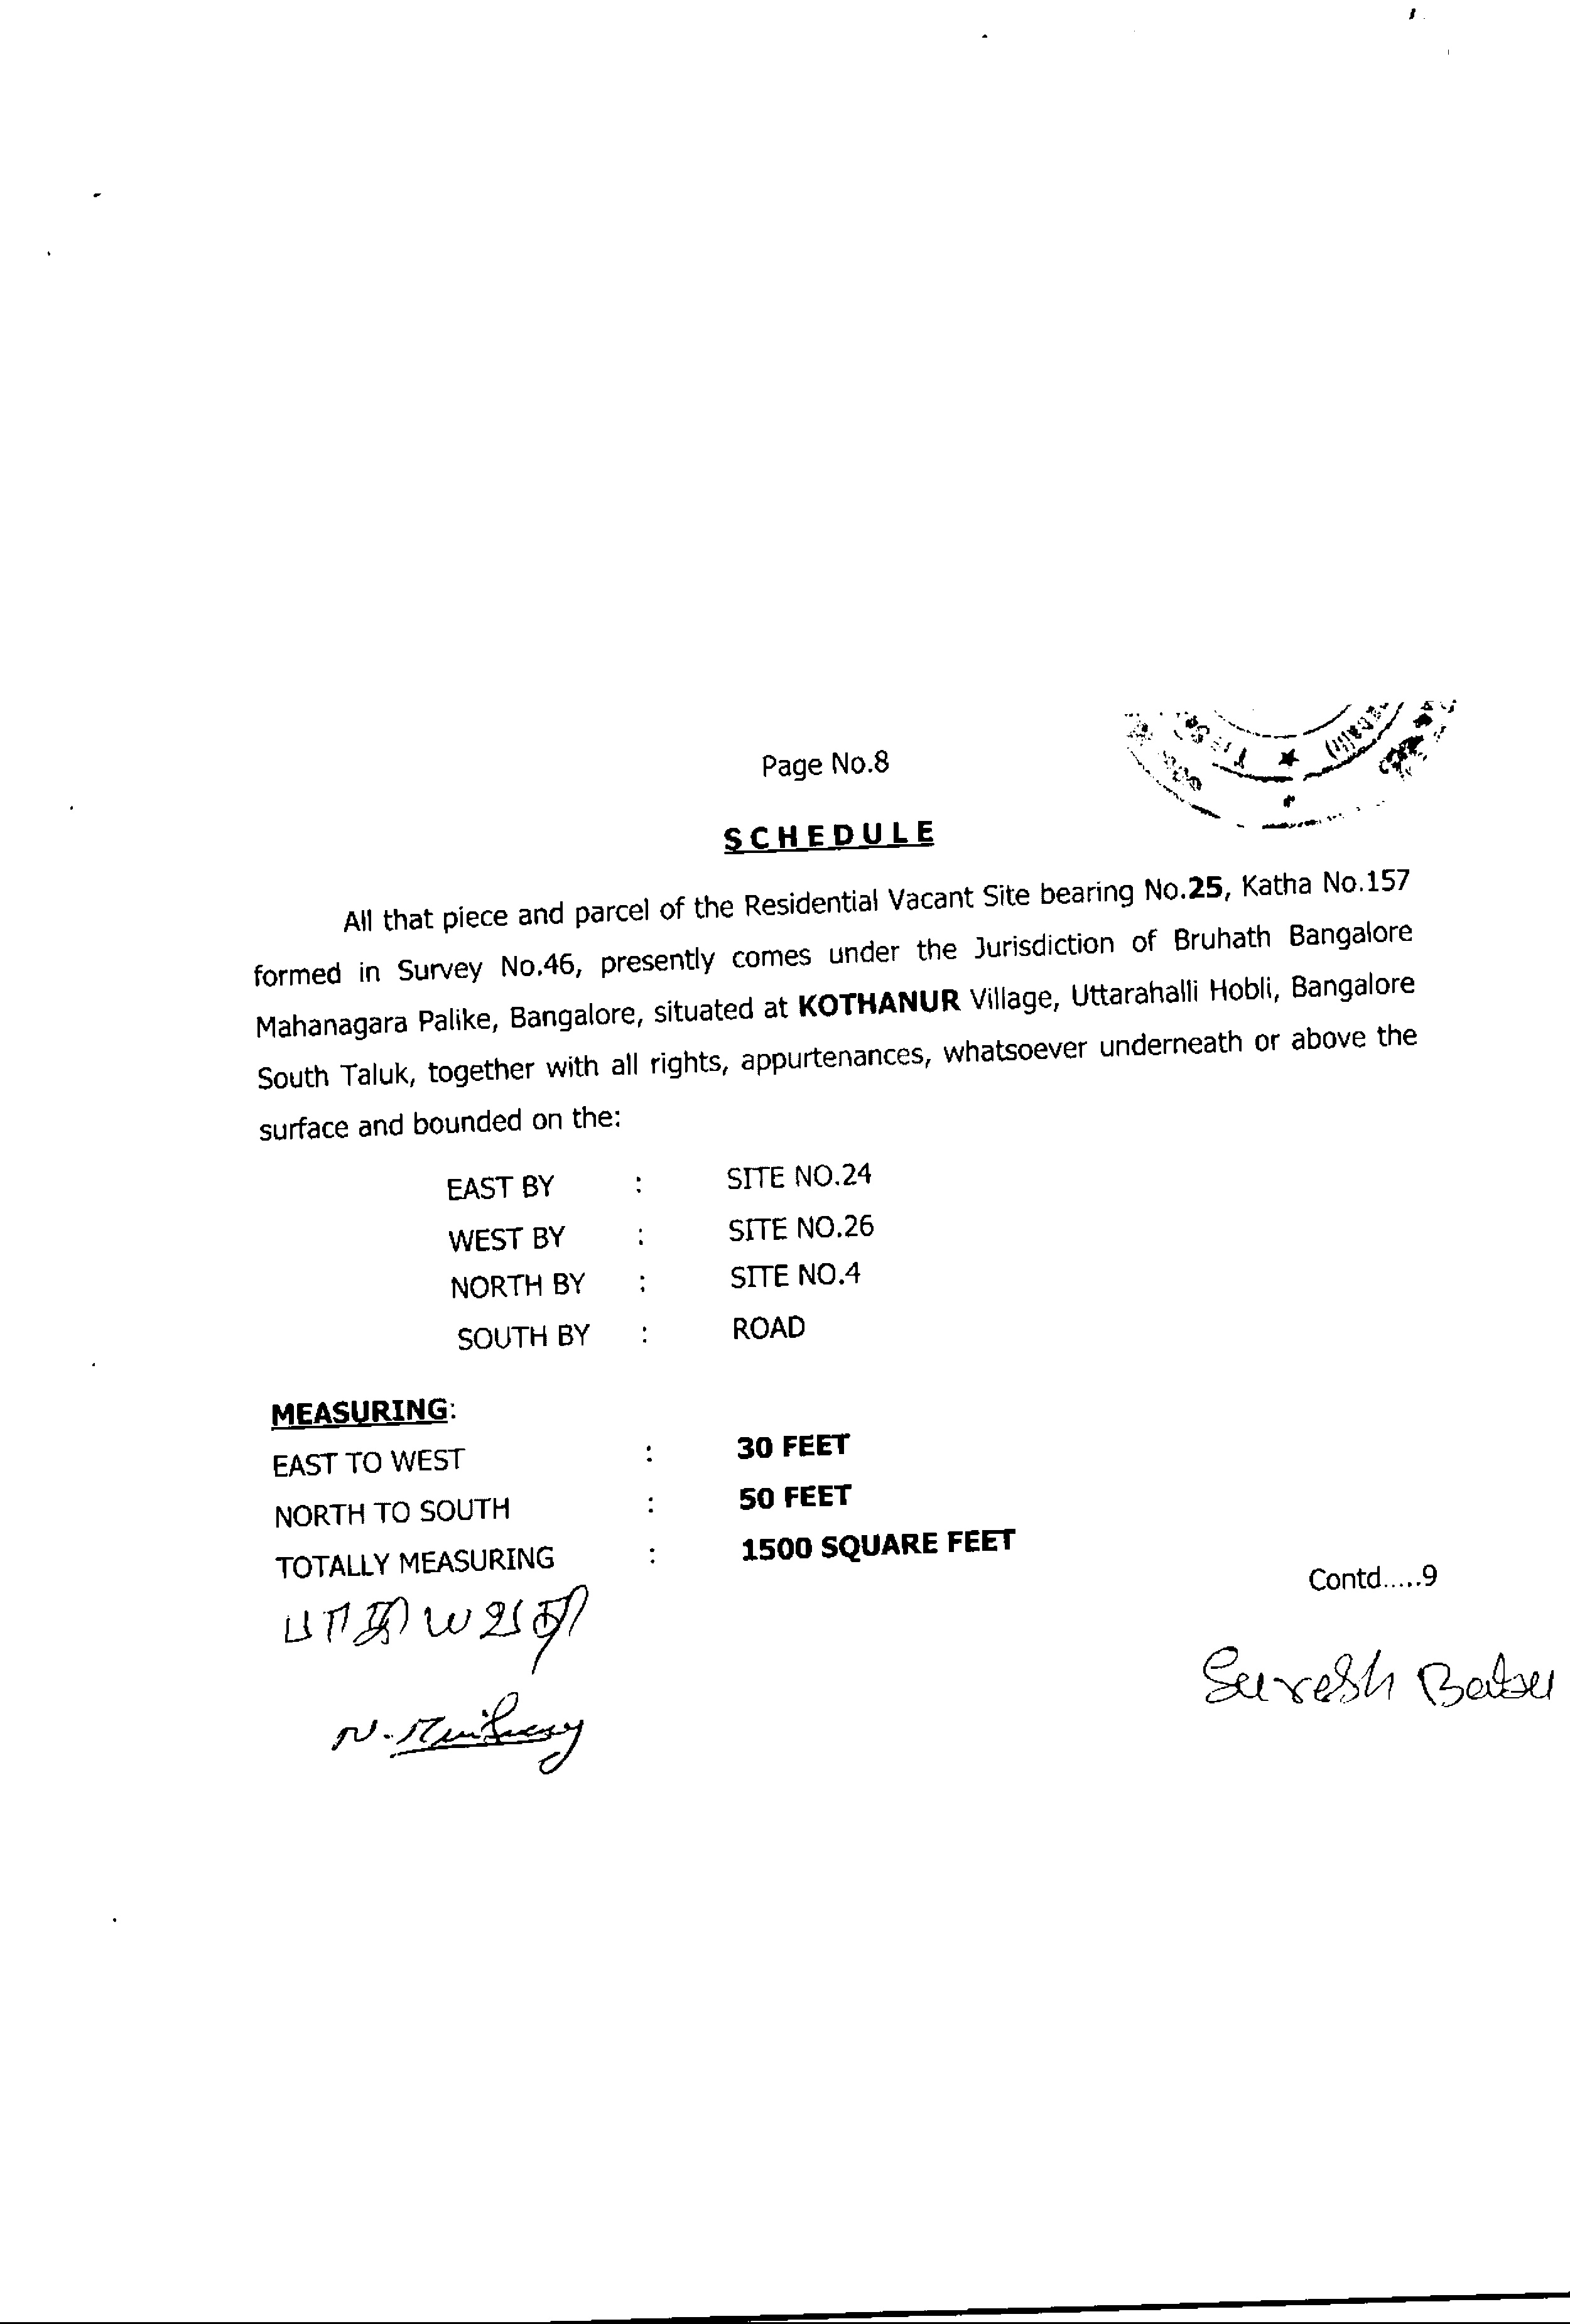 Page No.8
SCHEDULE
All that piece and parcel of the Residential Vacant Site bearing No.25, Katha No.157
formed in Survey No.46, presently comes under the Jurisdiction of Bruhath Bangalore
Mahanagara Palike, Bangalore, situated at KOTHANUR Village, Uttarahalli Hobli, Bangalore
South Taluk, together with all rights, appurtenances, whatsoever underneath or above the
surface and bounded on the:
EAST BY : SITE NO.24
WEST BY : SITE NO.26
NORTH BY : SITE NO.4
SOUTH BY : ROAD
MEASURING:
EAST TO WEST : 30 FEET
NORTH TO SOUTH : 50 FEET
TOTALLY MEASURING : 1500 SQUARE FEET
Contd.....9
Suresh Babu